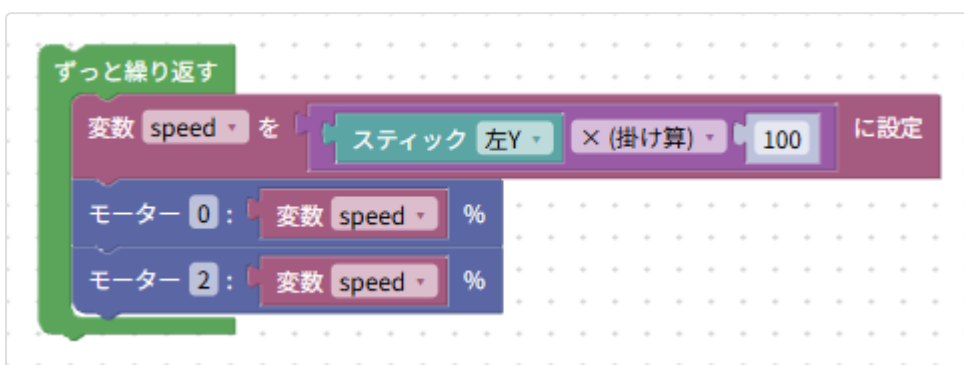 ずっと繰り返す
変数 speed を スティック 左Y × (掛け算) 100 に設定
モーター 0 : 変数 speed %
モーター 2 : 変数 speed %